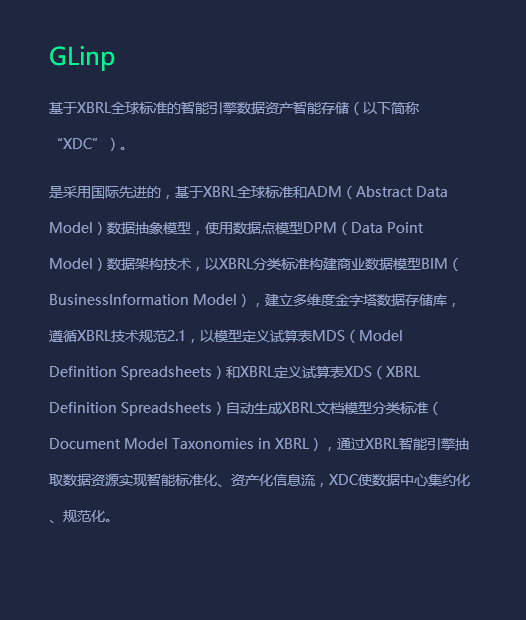 GLinp
基于XBRL全球标准的智能引擎数据资产智能存储（以下简称
“XDC”）。
是采用国际先进的，基于XBRL全球标准和ADM（Abstract Data
Model）数据抽象模型，使用数据点模型DPM（Data Point
Model）数据架构技术，以XBRL分类标准构建商业数据模型BIM（
BusinessInformation Model），建立多维度金字塔数据存储库，
遵循XBRL技术规范2.1，以模型定义试算表MDS（Model
Definition Spreadsheets）和XBRL定义试算表XDS（XBRL
Definition Spreadsheets）自动生成XBRL文档模型分类标准（
Document Model Taxonomies in XBRL），通过XBRL智能引擎抽
取数据资源实现智能标准化、资产化信息流，XDC使数据中心集约化
、规范化。